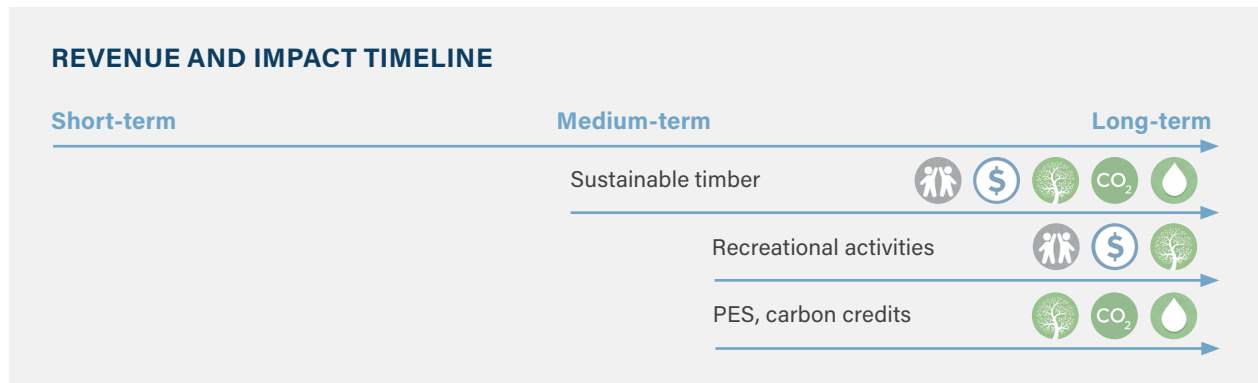 REVENUE AND IMPACT TIMELINE
Short-term Medium-term Long-term
Sustainable timber $ CO₂
Recreational activities $
PES, carbon credits CO₂